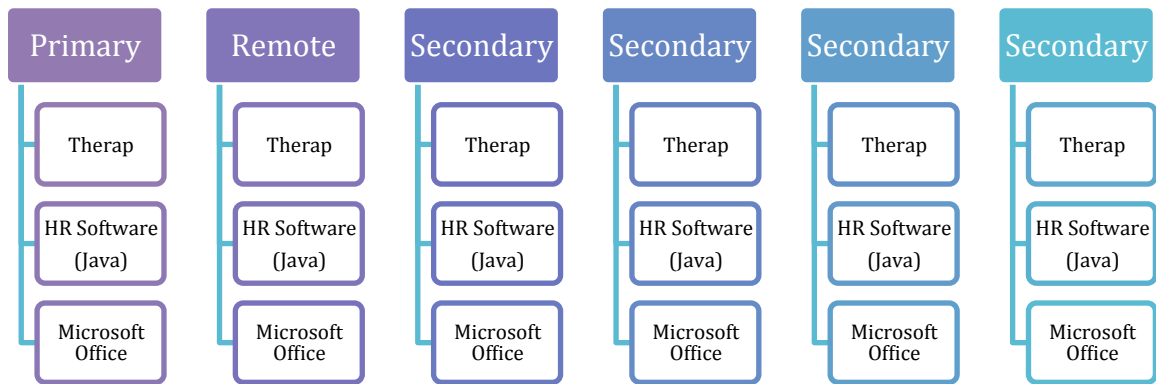 Primary
Remote
Secondary
Secondary
Secondary
Secondary
Therap
Therap
Therap
Therap
Therap
Therap
HR Software
(Java)
HR Software
(Java)
HR Software
(Java)
HR Software
(Java)
HR Software
(Java)
HR Software
(Java)
Microsoft
Office
Microsoft
Office
Microsoft
Office
Microsoft
Office
Microsoft
Office
Microsoft
Office